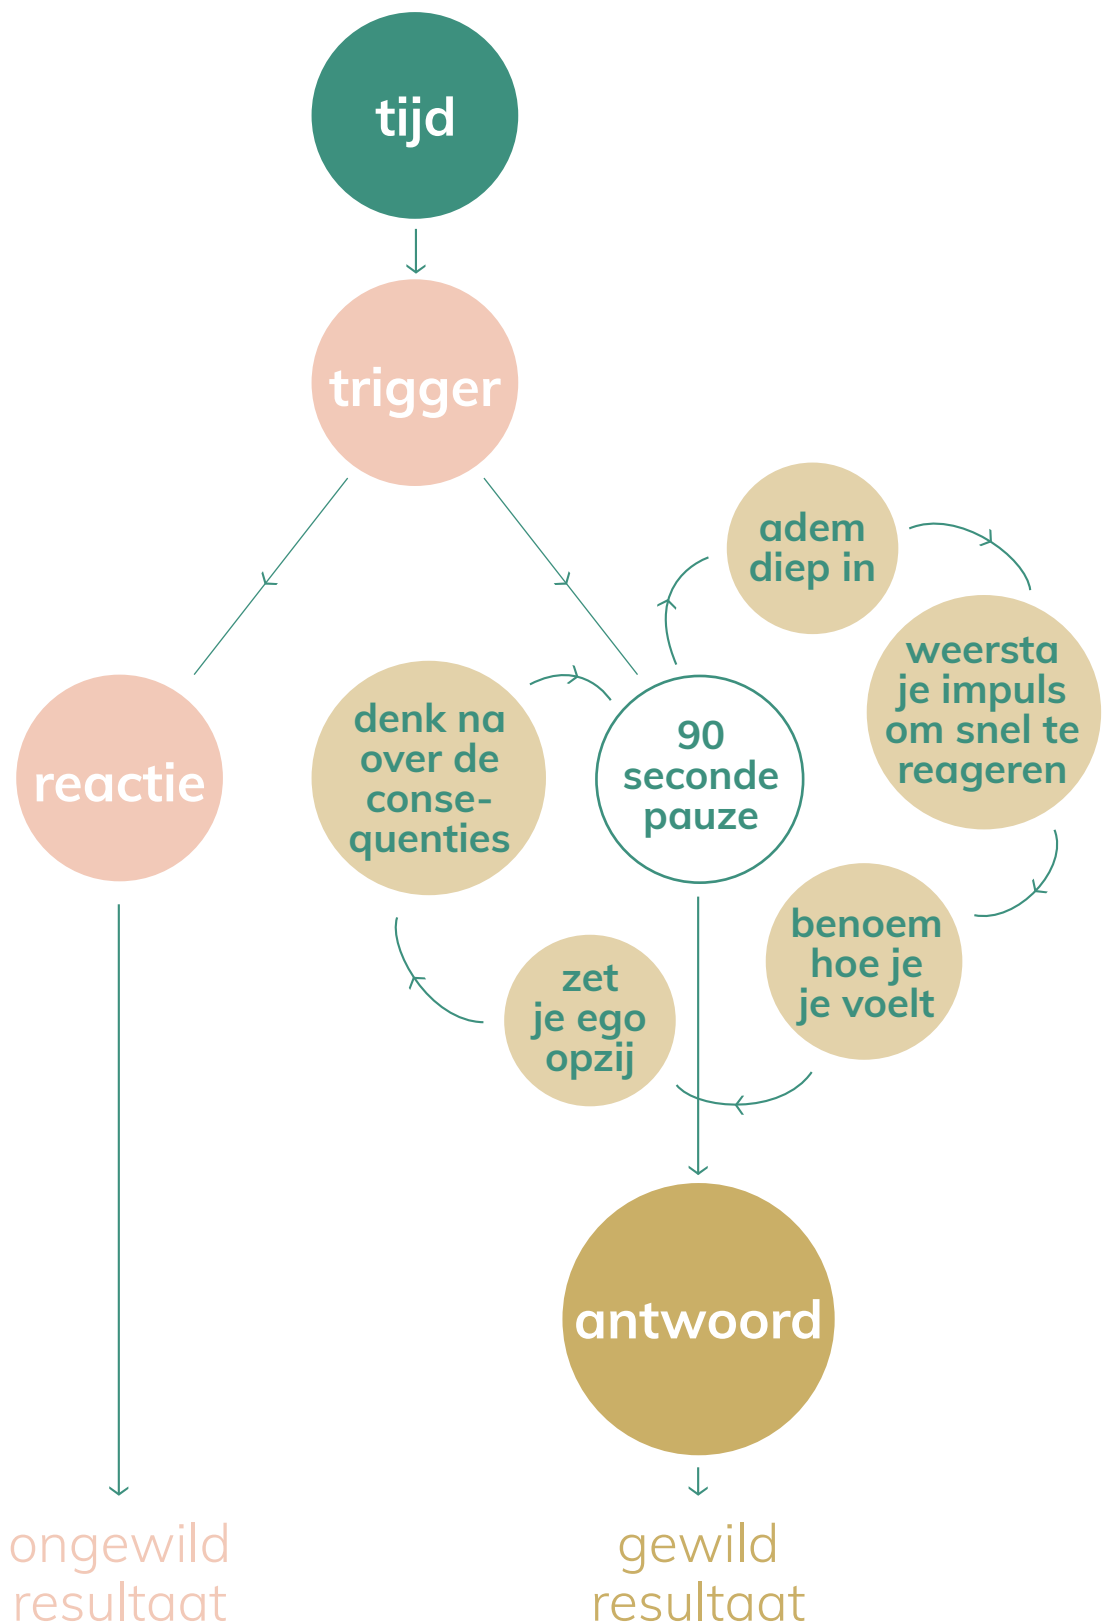 tijd
trigger
adem
diep in
weersta
je impuls
om snel te
reageren
denk na
over de
conse-
quenties
90
seconde
pauze
reactie
benoem
hoe je
je voelt
zet
je ego
opzij
antwoord
ongewild
resultaat
gewild
resultaat